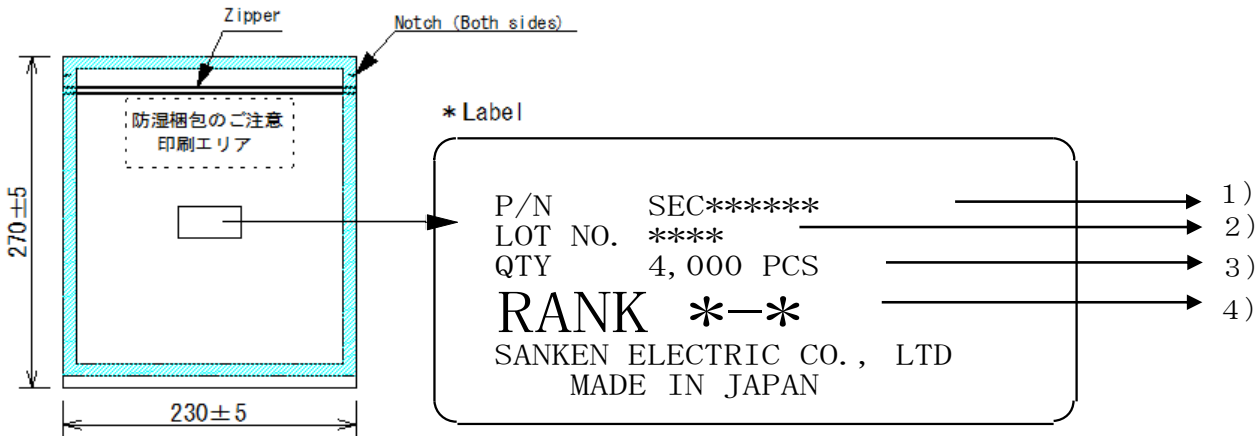 Zipper
Notch (Both sides)
防湿梱包のご注意
印刷エリア
270±5
230±5
*Label
P/N SEC******
LOT NO. ****
QTY 4,000 PCS
RANK *-*
SANKEN ELECTRIC CO., LTD
MADE IN JAPAN
1)
2)
3)
4)